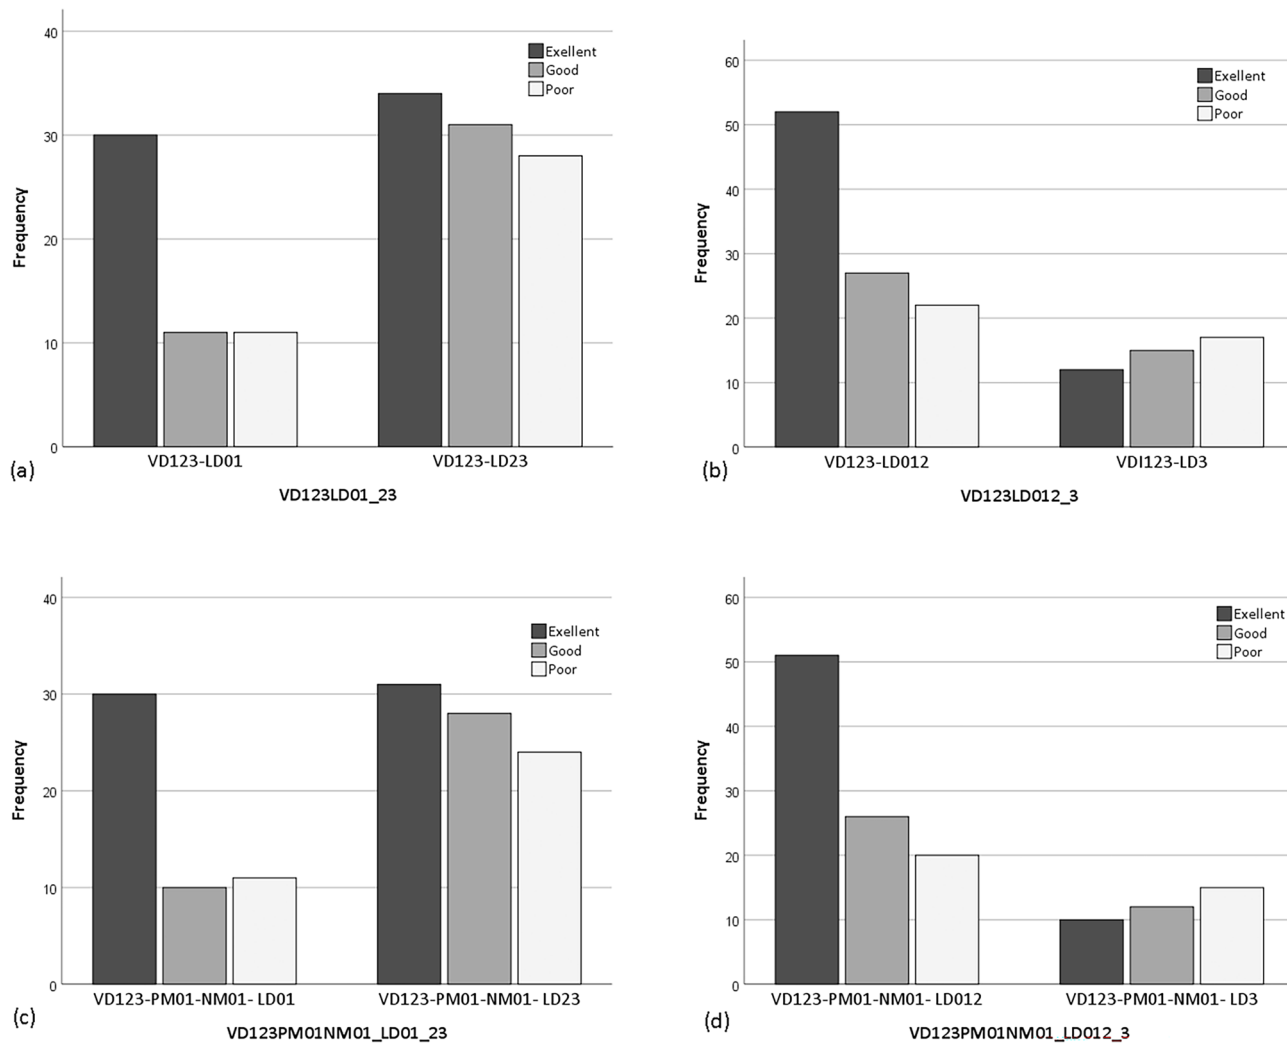 40
30
20
10
0
Frequency
Exellent
Good
Poor
VD123-LD01 VD123-LD23
(a)
VD123LD01_23
60
50
40
30
20
10
0
Frequency
Exellent
Good
Poor
VD123-LD012 VDI123-LD3
(b)
VD123LD012_3
40
30
20
10
0
Frequency
Exellent
Good
Poor
VD123-PM01-NM01- LD01 VD123-PM01-NM01- LD23
(c)
VD123PM01NM01_LD01_23
60
50
40
30
20
10
0
Frequency
Exellent
Good
Poor
VD123-PM01-NM01- LD012 VD123-PM01-NM01- LD3
(d)
VD123PM01NM01_LD012_3